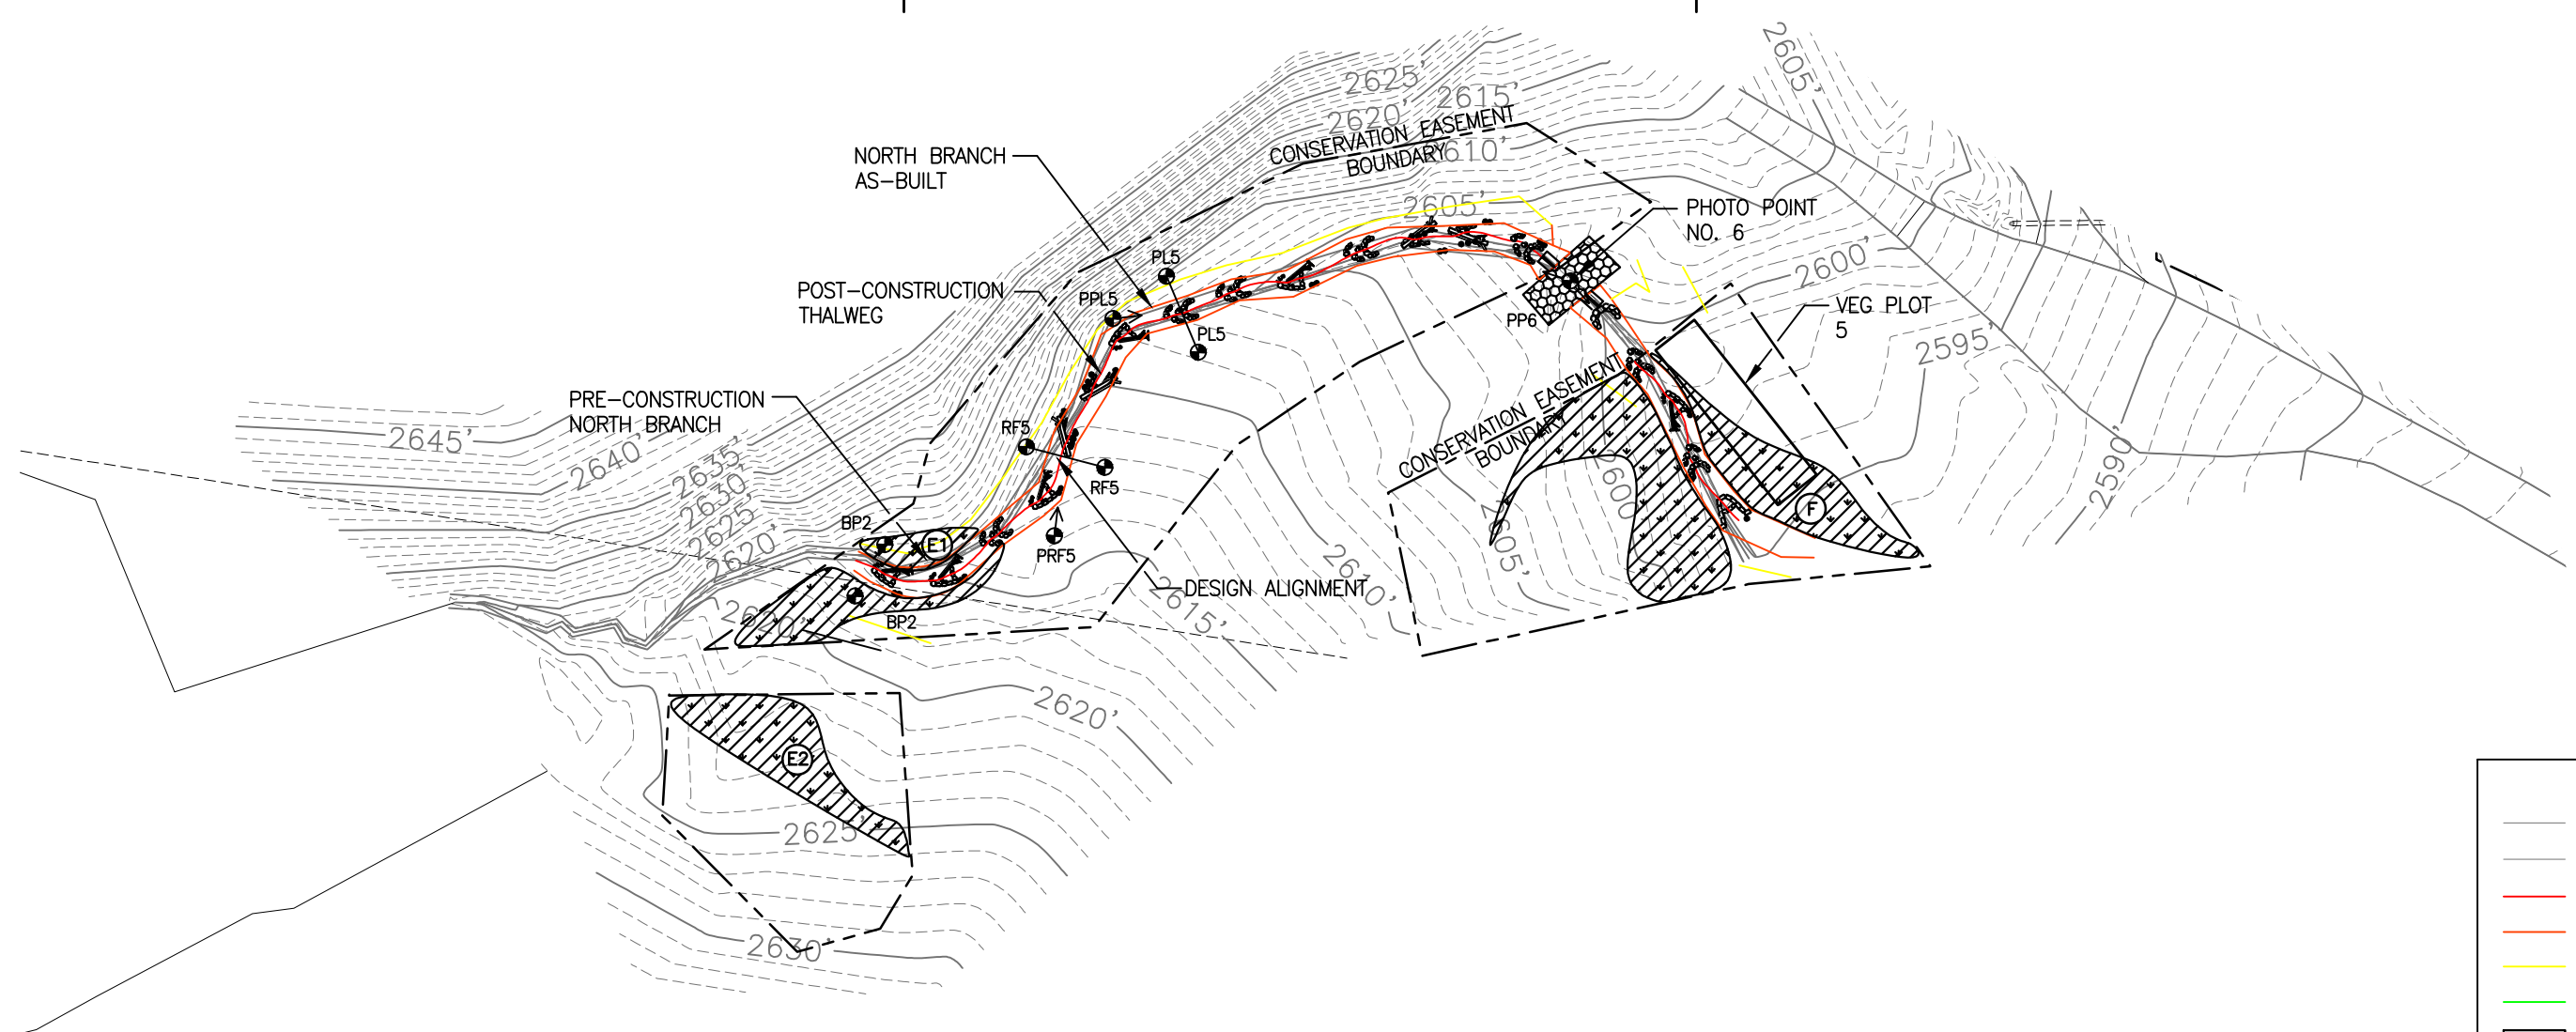 2605'
2625'
2615'
2620'
CONSERVATION EASEMENT
BOUNDARY
2610'
NORTH BRANCH
AS-BUILT
2605'
PHOTO POINT
NO. 6
PL5
2600'
POST-CONSTRUCTION
THALWEG
PPL5
VEG PLOT
5
PP6
PL5
2595'
PRE-CONSTRUCTION
NORTH BRANCH
CONSERVATION EASEMENT
BOUNDARY
2645'
2640'
2635'
2630'
2625'
2620'
RF5
RF5
2590'
2600
F
BP2
E1
PRF5
2605'
2610'
DESIGN ALIGNMENT
2615'
2620'
BP2
2620'
E2
2625'
2630'